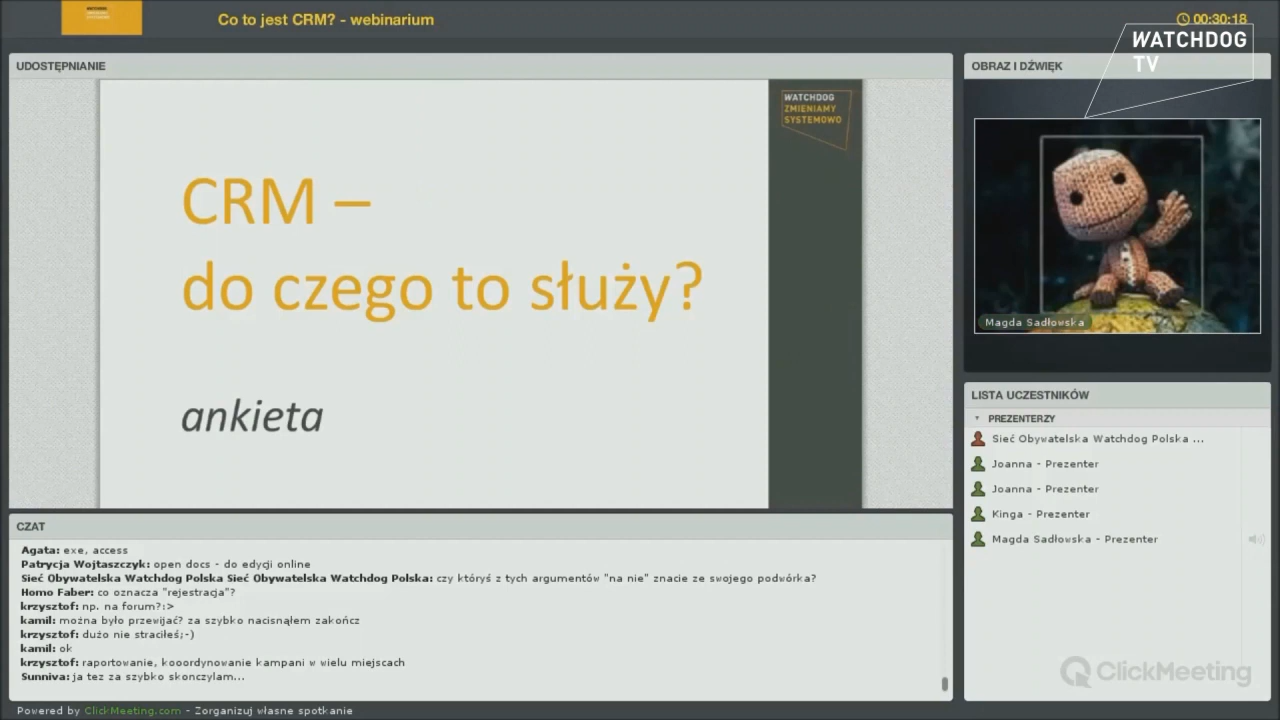 Co to jest CRM? - webinarium
00:30:18
WATCHDOG
TV
UDOSTĘPNIANIE
OBRAZ I DŹWIĘK
WATCHDOG
ZMIENIAMY
SYSTEMOWO
CRM –
do czego to służy?
ankieta
Magda Sadłowska
LISTA UCZESTNIKÓW
PREZENTERZY
Sieć Obywatelska Watchdog Polska ...
Joanna - Prezenter
Joanna - Prezenter
Kinga - Prezenter
Magda Sadłowska - Prezenter
CZAT
Agata: exe, access
Patrycja Wojtaszczyk: open docs - do edycji online
Sieć Obywatelska Watchdog Polska Sieć Obywatelska Watchdog Polska: czy któryś z tych argumentów "na nie" znacie ze swojego podwórka?
Homo Faber: co oznacza "rejestracja"?
krzysztof: np. na forum?:>
kamil: można było przewijać? za szybko nacisnąłem zakończ
krzysztof: dużo nie straciłeś;-)
kamil: ok
krzysztof: raportowanie, kooordynowanie kampani w wielu miejscach
Sunniva: ja tez za szybko skonczylam...
ClickMeeting
Powered by ClickMeeting.com - Zorganizuj własne spotkanie